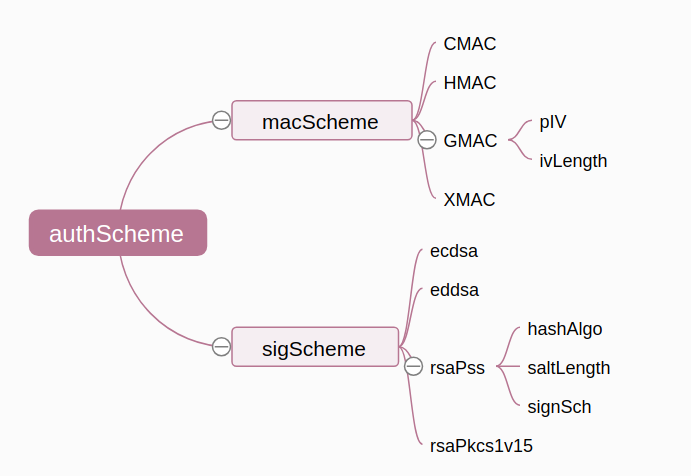 authScheme
macScheme
CMAC
HMAC
GMAC
pIV
ivLength
XMAC
sigScheme
ecdsa
eddsa
rsaPss
hashAlgo
saltLength
signSch
rsaPkcs1v15